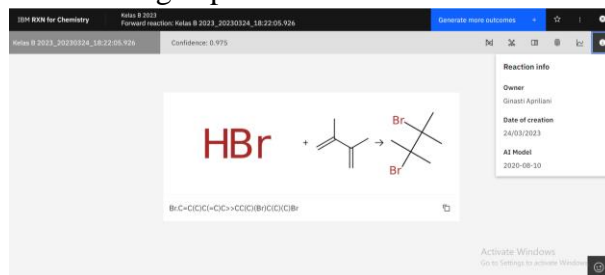 IBM RXN for Chemistry
Kelas B 2023
Forward reaction: Kelas B 2023_20230324_18:22:05.926
Generate more outcomes +
Kelas B 2023_20230324_18:22:05.926
Confidence: 0.975
Reaction info
Owner
Ginasti Apriliani
Date of creation
24/03/2023
AI Model
2020-08-10
HBr + → Br
Br
Br.C=C(C)C(=C)C>>CC(C)(Br)C(C)(C)Br
Activate Windows
Go to Settings to activate Windows